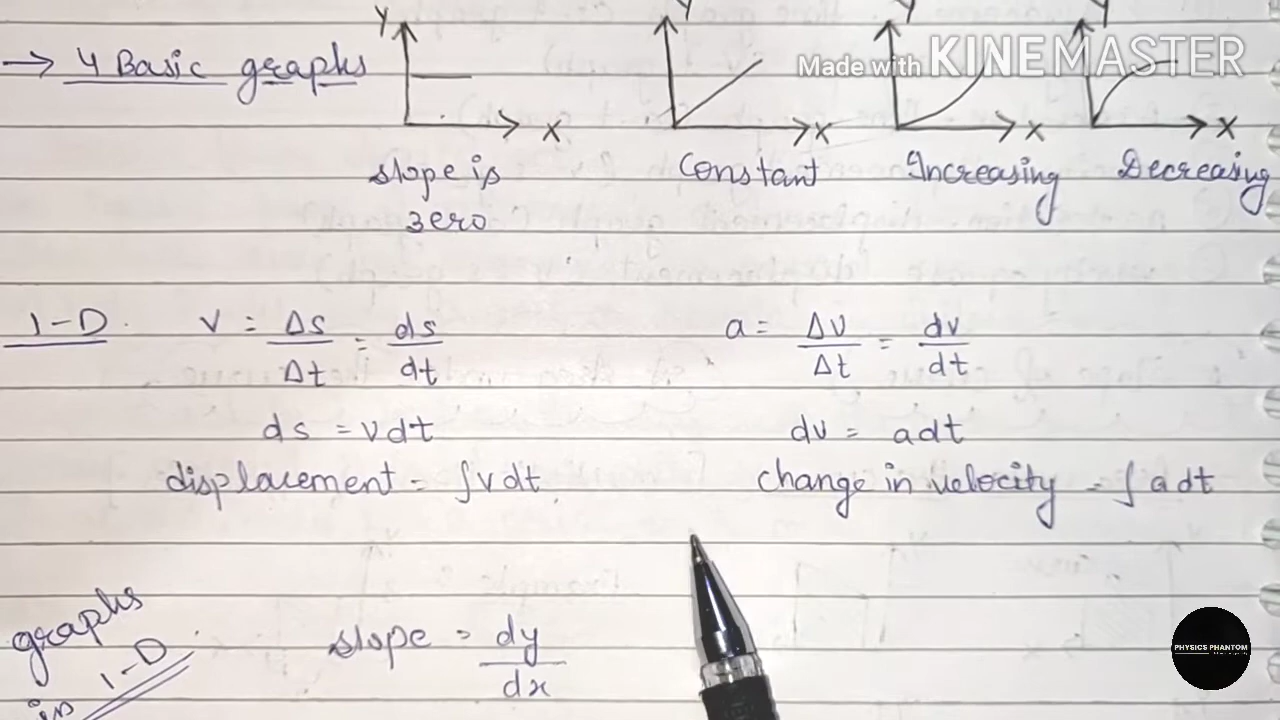 Y Y Y Y
→ 4 Basic graphs
Made with KINEMASTER
X X X X
slope is Constant Increasing Decreasing
zero
1-D. V = Δs/Δt = ds/dt a = Δv/Δt = dv/dt
ds = vdt dv = adt
displacement = ∫vdt change in velocity = ∫adt
graphs
in 1-D
slope = dy/dx
PHYSICS PHANTOM